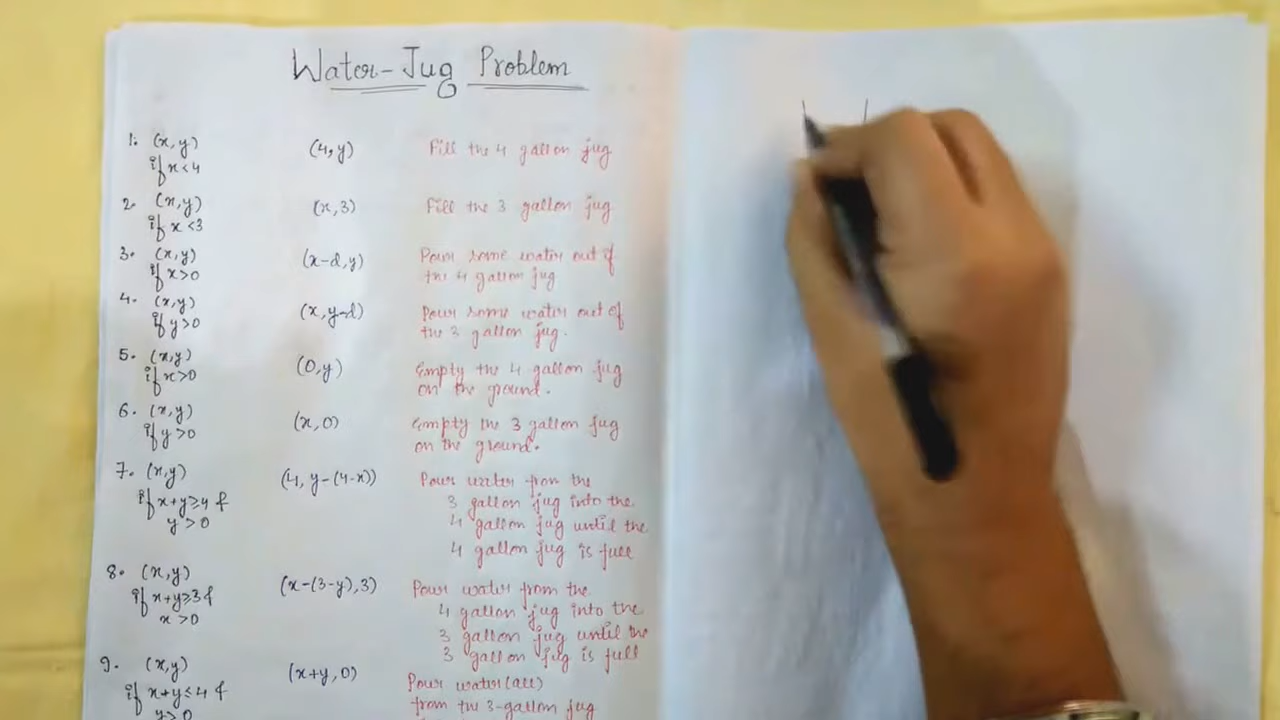 Water-Jug Problem
1. (x,y) (4,y) Fill the 4 gallon jug
if x<4
2. (x,y) (x,3) Fill the 3 gallon jug
if x<3
3. (x,y) (x-d,y) Pour some water out of
if x>0 the 4 gallon jug
4. (x,y) (x,y-d) Pour some water out of
if y>0 the 3 gallon jug.
5. (x,y) (0,y) Empty the 4 gallon jug
if x>0 on the ground.
6. (x,y) (x,0) Empty the 3 gallon jug
if y>0 on the ground.
7. (x,y) (4, y-(4-x)) Pour water from the
if x+y≥4 & 3 gallon jug into the
y>0 4 gallon jug until the
4 gallon jug is full
8. (x,y) (x-(3-y),3) Pour water from the
if x+y≥3 & 4 gallon jug into the
x>0 3 gallon jug until the
3 gallon jug is full
9. (x,y) (x+y,0) Pour water (all)
if x+y≤4 & from the 3-gallon jug
y>0